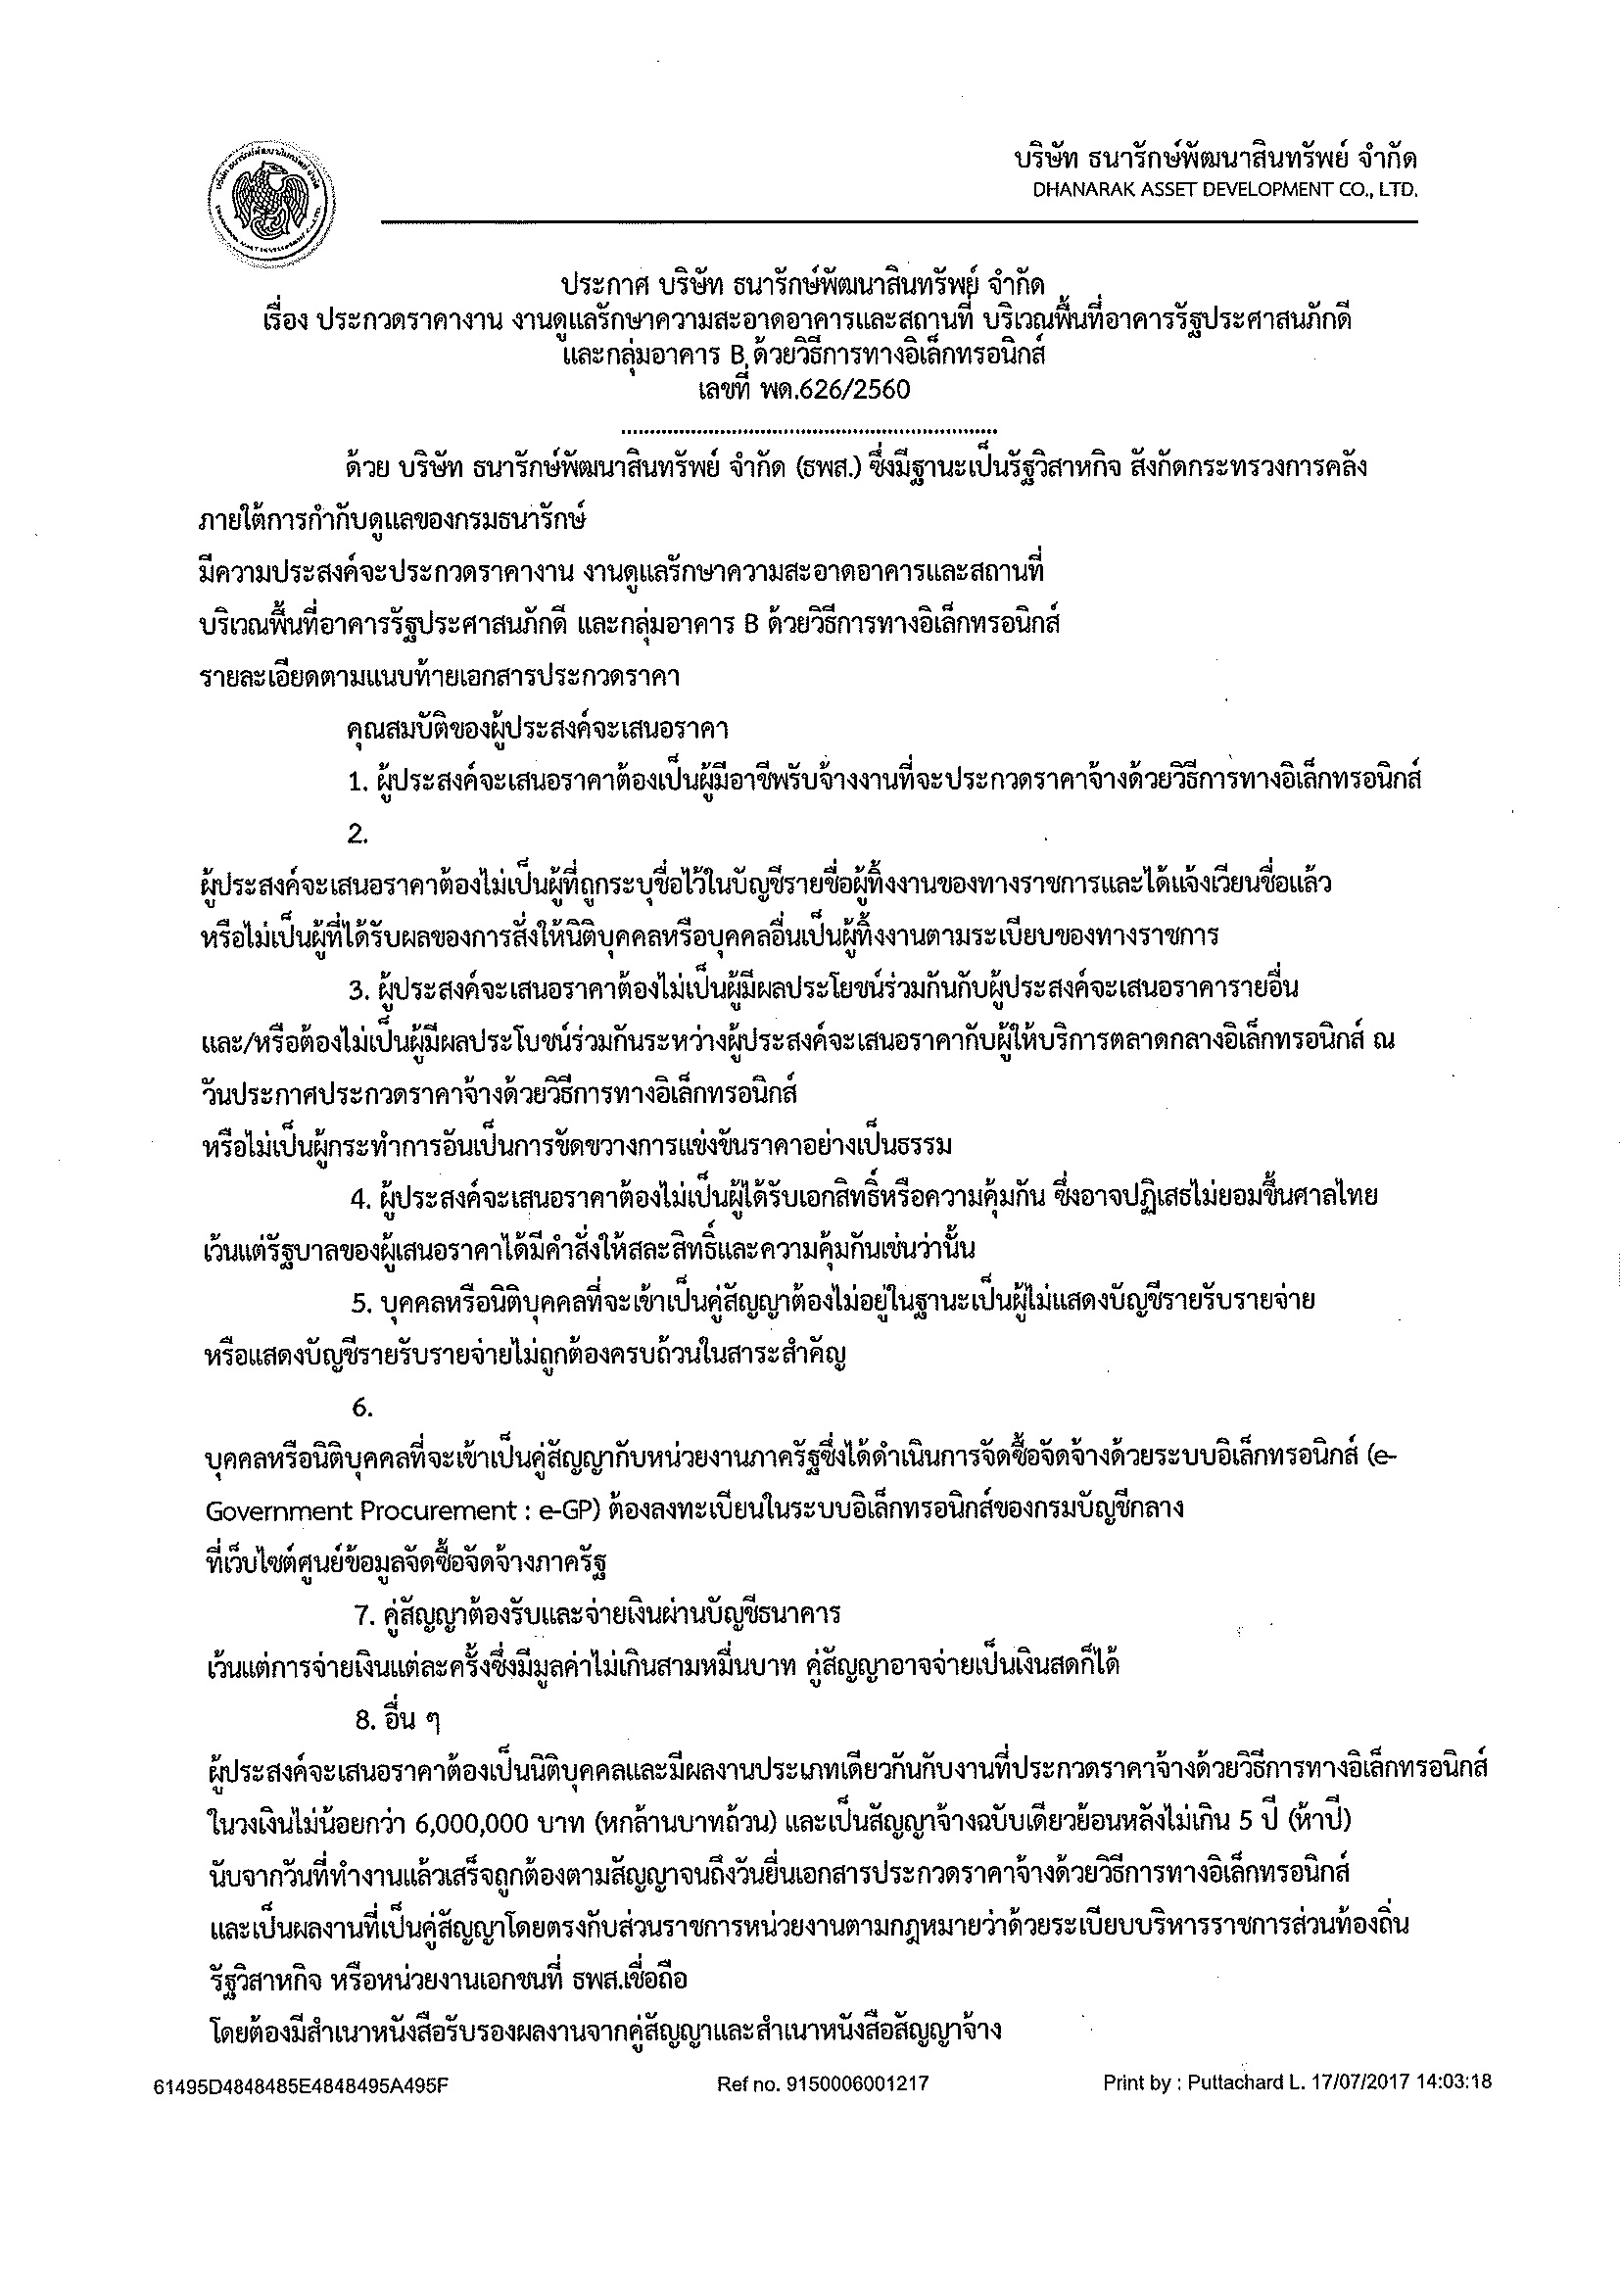 บริษัท ธนารักษ์พัฒนาสินทรัพย์ จำกัด
DHANARAK ASSET DEVELOPMENT CO., LTD.
ประกาศ บริษัท ธนารักษ์พัฒนาสินทรัพย์ จำกัด
เรื่อง ประกวดราคางาน งานดูแลรักษาความสะอาดอาคารและสถานที่ บริเวณพื้นที่อาคารรัฐประศาสนภักดี
และกลุ่มอาคาร B ด้วยวิธีการทางอิเล็กทรอนิกส์
เลขที่ พด.626/2560
ด้วย บริษัท ธนารักษ์พัฒนาสินทรัพย์ จำกัด (ธพส.) ซึ่งมีฐานะเป็นรัฐวิสาหกิจ สังกัดกระทรวงการคลัง
ภายใต้การกำกับดูแลของกรมธนารักษ์
มีความประสงค์จะประกวดราคางาน งานดูแลรักษาความสะอาดอาคารและสถานที่
บริเวณพื้นที่อาคารรัฐประศาสนภักดี และกลุ่มอาคาร B ด้วยวิธีการทางอิเล็กทรอนิกส์
รายละเอียดตามแนบท้ายเอกสารประกวดราคา
คุณสมบัติของผู้ประสงค์จะเสนอราคา
1. ผู้ประสงค์จะเสนอราคาต้องเป็นผู้มีอาชีพรับจ้างงานที่จะประกวดราคาจ้างด้วยวิธีการทางอิเล็กทรอนิกส์
2.
ผู้ประสงค์จะเสนอราคาต้องไม่เป็นผู้ที่ถูกระบุชื่อไว้ในบัญชีรายชื่อผู้ทิ้งงานของทางราชการและได้แจ้งเวียนชื่อแล้ว
หรือไม่เป็นผู้ที่ได้รับผลของการสั่งให้นิติบุคคลหรือบุคคลอื่นเป็นผู้ทิ้งงานตามระเบียบของทางราชการ
3. ผู้ประสงค์จะเสนอราคาต้องไม่เป็นผู้มีผลประโยชน์ร่วมกันกับผู้ประสงค์จะเสนอราคารายอื่น
และ/หรือต้องไม่เป็นผู้มีผลประโบชน์ร่วมกันระหว่างผู้ประสงค์จะเสนอราคากับผู้ให้บริการตลาดกลางอิเล็กทรอนิกส์ ณ
วันประกาศประกวดราคาจ้างด้วยวิธีการทางอิเล็กทรอนิกส์
หรือไม่เป็นผู้กระทำการอันเป็นการขัดขวางการแข่งขันราคาอย่างเป็นธรรม
4. ผู้ประสงค์จะเสนอราคาต้องไม่เป็นผู้ได้รับเอกสิทธิ์หรือความคุ้มกัน ซึ่งอาจปฏิเสธไม่ยอมขึ้นศาลไทย
เว้นแต่รัฐบาลของผู้เสนอราคาได้มีคำสั่งให้สละสิทธิ์และความคุ้มกันเช่นว่านั้น
5. บุคคลหรือนิติบุคคลที่จะเข้าเป็นคู่สัญญาต้องไม่อยู่ในฐานะเป็นผู้ไม่แสดงบัญชีรายรับรายจ่าย
หรือแสดงบัญชีรายรับรายจ่ายไม่ถูกต้องครบถ้วนในสาระสำคัญ
6.
บุคคลหรือนิติบุคคลที่จะเข้าเป็นคู่สัญญากับหน่วยงานภาครัฐซึ่งได้ดำเนินการจัดซื้อจัดจ้างด้วยระบบอิเล็กทรอนิกส์ (e-
Government Procurement : e-GP) ต้องลงทะเบียนในระบบอิเล็กทรอนิกส์ของกรมบัญชีกลาง
ที่เว็บไซต์ศูนย์ข้อมูลจัดซื้อจัดจ้างภาครัฐ
7. คู่สัญญาต้องรับและจ่ายเงินผ่านบัญชีธนาคาร
เว้นแต่การจ่ายเงินแต่ละครั้งซึ่งมีมูลค่าไม่เกินสามหมื่นบาท คู่สัญญาอาจจ่ายเป็นเงินสดก็ได้
8. อื่น ๆ
ผู้ประสงค์จะเสนอราคาต้องเป็นนิติบุคคลและมีผลงานประเภทเดียวกันกับงานที่ประกวดราคาจ้างด้วยวิธีการทางอิเล็กทรอนิกส์
ในวงเงินไม่น้อยกว่า 6,000,000 บาท (หกล้านบาทถ้วน) และเป็นสัญญาจ้างฉบับเดียวย้อนหลังไม่เกิน 5 ปี (ห้าปี)
นับจากวันที่ทำงานแล้วเสร็จถูกต้องตามสัญญาจนถึงวันยื่นเอกสารประกวดราคาจ้างด้วยวิธีการทางอิเล็กทรอนิกส์
และเป็นผลงานที่เป็นคู่สัญญาโดยตรงกับส่วนราชการหน่วยงานตามกฎหมายว่าด้วยระเบียบบริหารราชการส่วนท้องถิ่น
รัฐวิสาหกิจ หรือหน่วยงานเอกชนที่ ธพส.เชื่อถือ
โดยต้องมีสำเนาหนังสือรับรองผลงานจากคู่สัญญาและสำเนาหนังสือสัญญาจ้าง
61495D4848485E4848495A495F Ref no. 9150006001217 Print by : Puttachard L. 17/07/2017 14:03:18